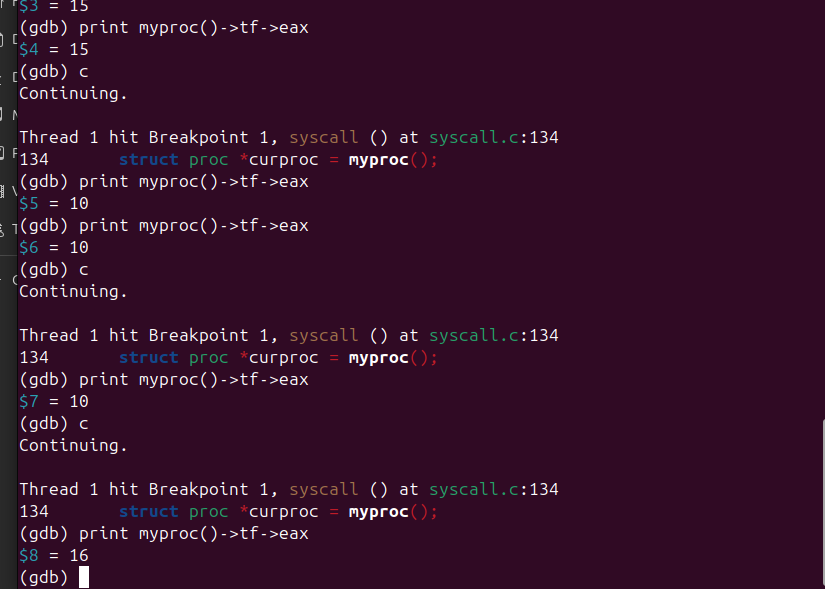 $3 = 15
(gdb) print myproc()->tf->eax
$4 = 15
(gdb) c
Continuing.

Thread 1 hit Breakpoint 1, syscall () at syscall.c:134
134       struct proc *curproc = myproc();
(gdb) print myproc()->tf->eax
$5 = 10
(gdb) print myproc()->tf->eax
$6 = 10
(gdb) c
Continuing.

Thread 1 hit Breakpoint 1, syscall () at syscall.c:134
134       struct proc *curproc = myproc();
(gdb) print myproc()->tf->eax
$7 = 10
(gdb) c
Continuing.

Thread 1 hit Breakpoint 1, syscall () at syscall.c:134
134       struct proc *curproc = myproc();
(gdb) print myproc()->tf->eax
$8 = 16
(gdb)